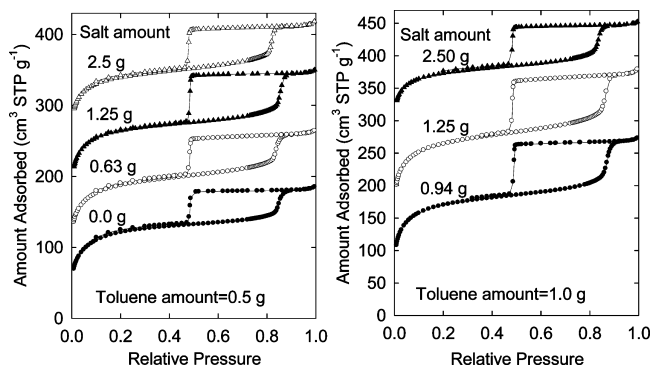 Salt amount
2.5 g
1.25 g
0.63 g
0.0 g
Toluene amount=0.5 g
400
300
200
100
0
0.0 0.2 0.4 0.6 0.8 1.0
Relative Pressure
Amount Adsorbed (cm³ STP g⁻¹)
Salt amount
2.50 g
1.25 g
0.94 g
Toluene amount=1.0 g
450
400
350
300
250
200
150
100
50
0
0.0 0.2 0.4 0.6 0.8 1.0
Relative Pressure
Amount Adsorbed (cm³ STP g⁻¹)